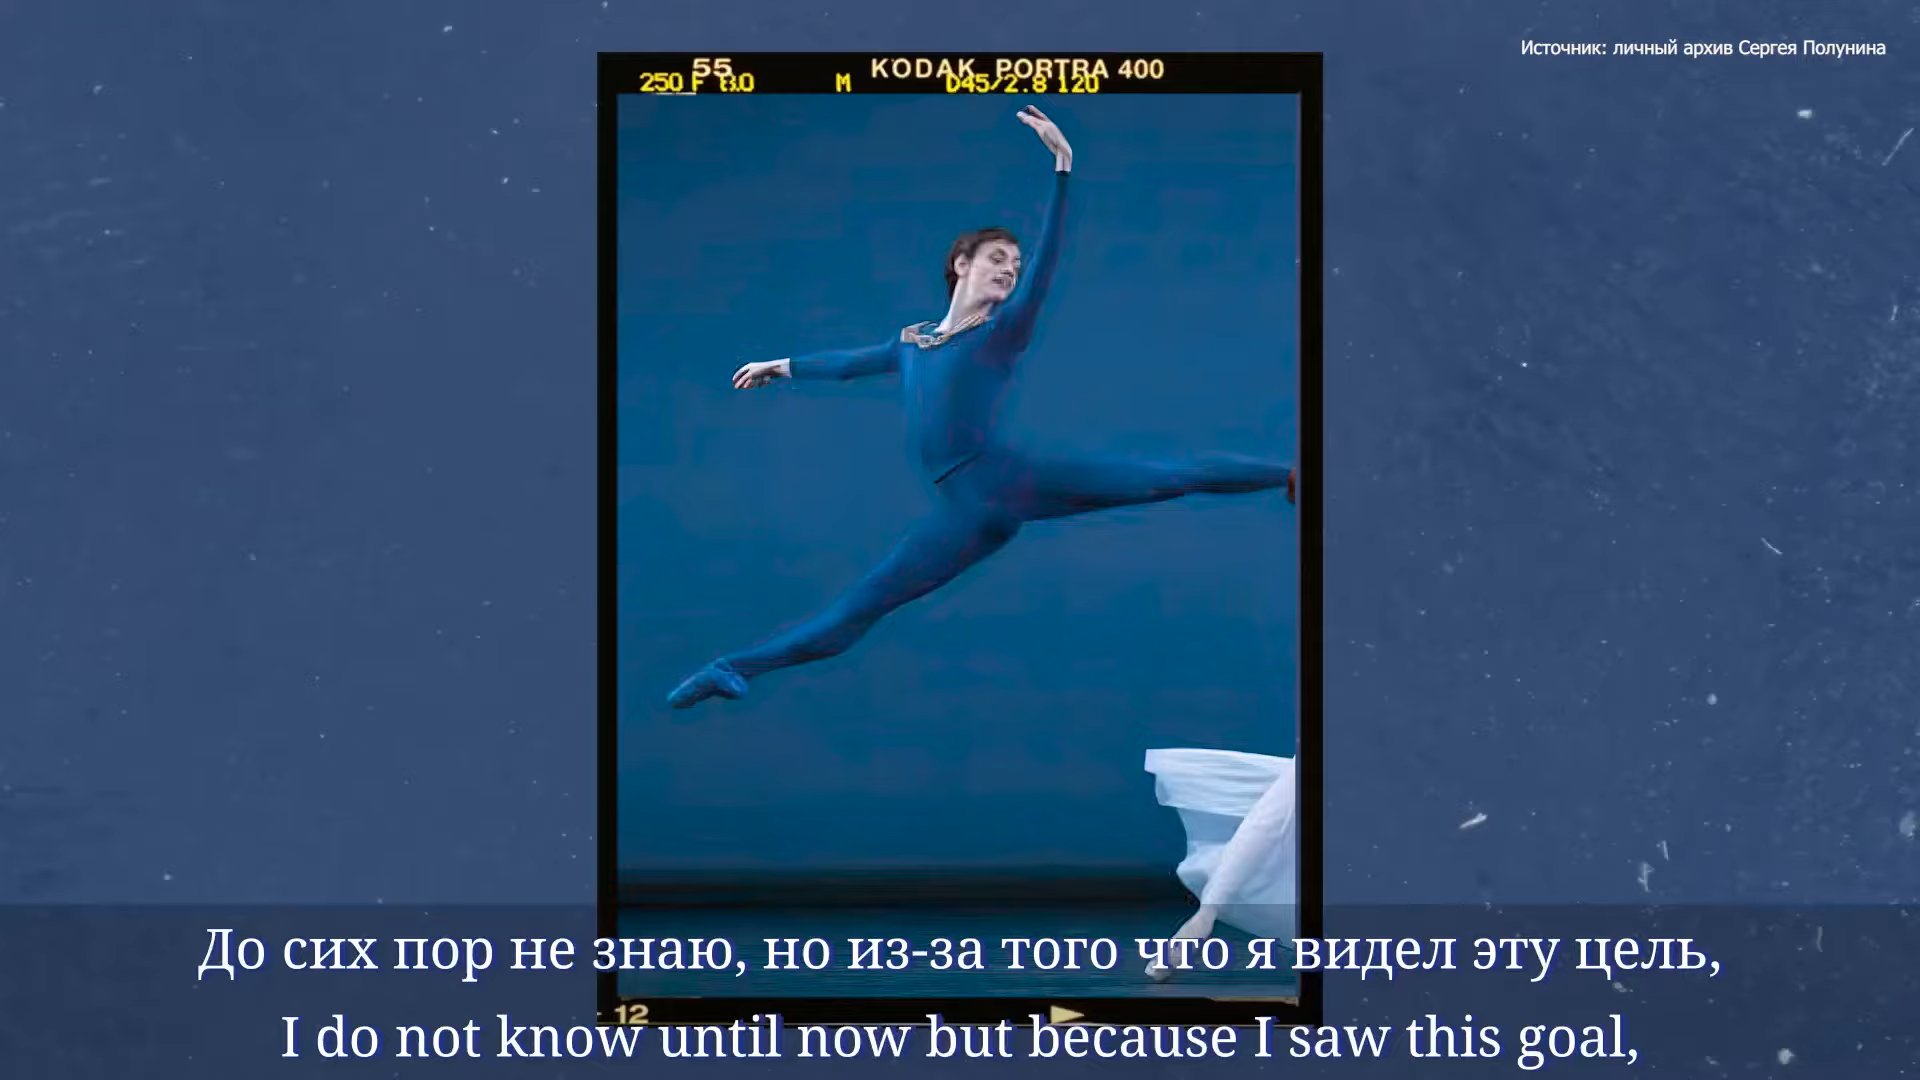 Источник: личный архив Сергея Полунина
55 KODAK PORTRA 400
250 F M D45/2.8 120
До сих пор не знаю, но из-за того что я видел эту цель,
12
I do not know until now but because I saw this goal,